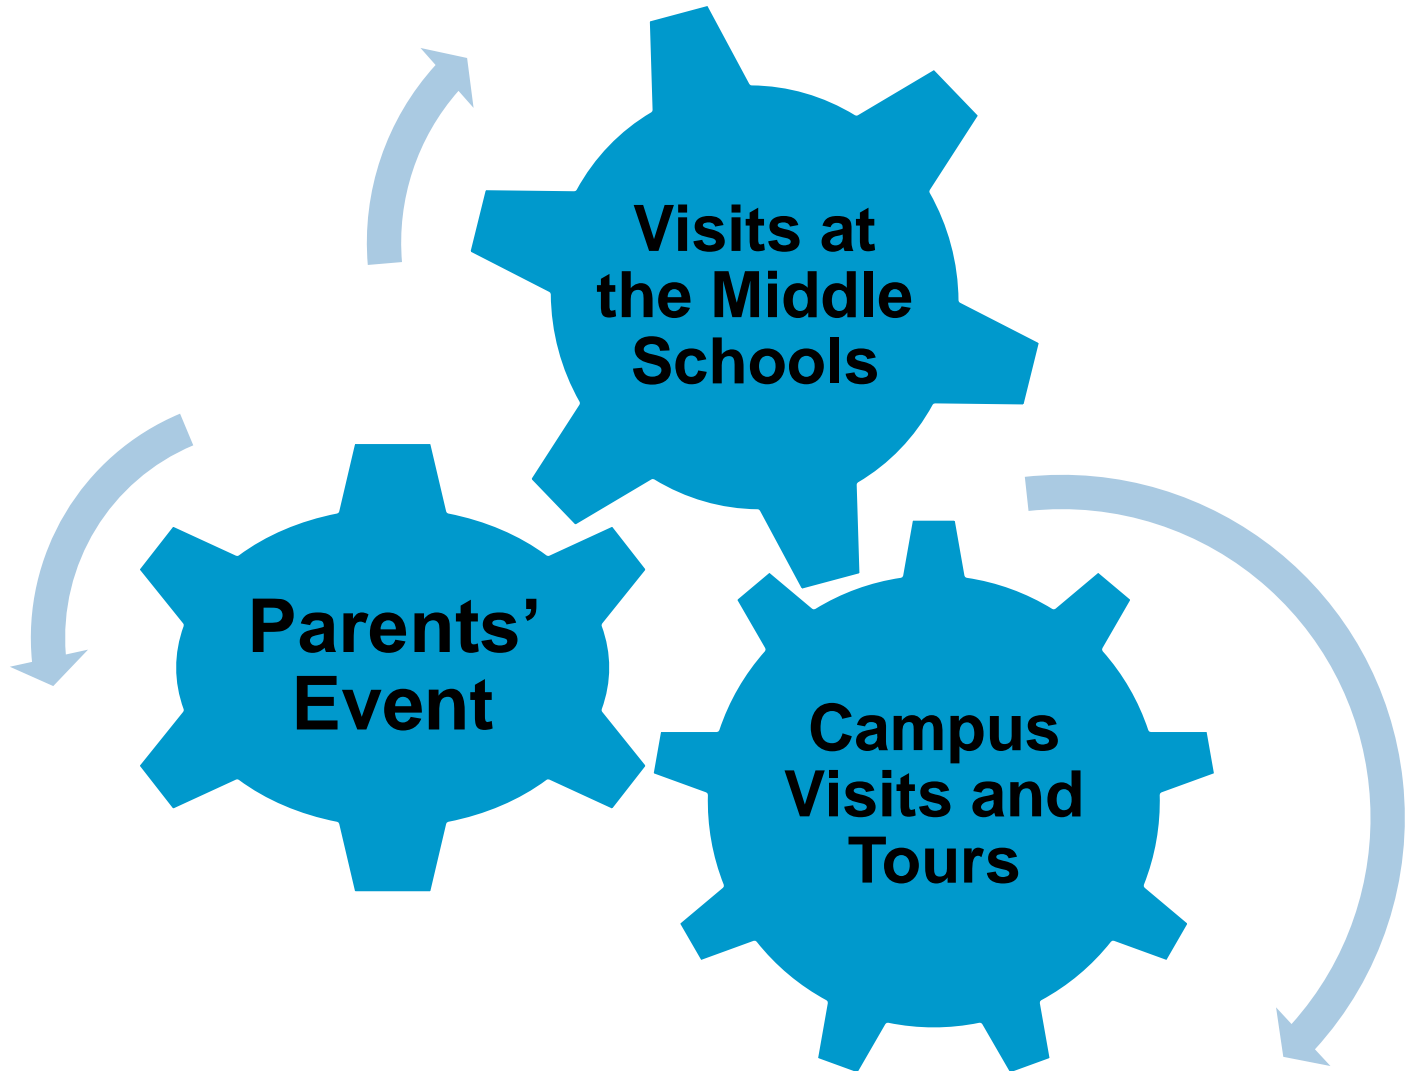 Visits at
the Middle
Schools
Parents’
Event
Campus
Visits and
Tours